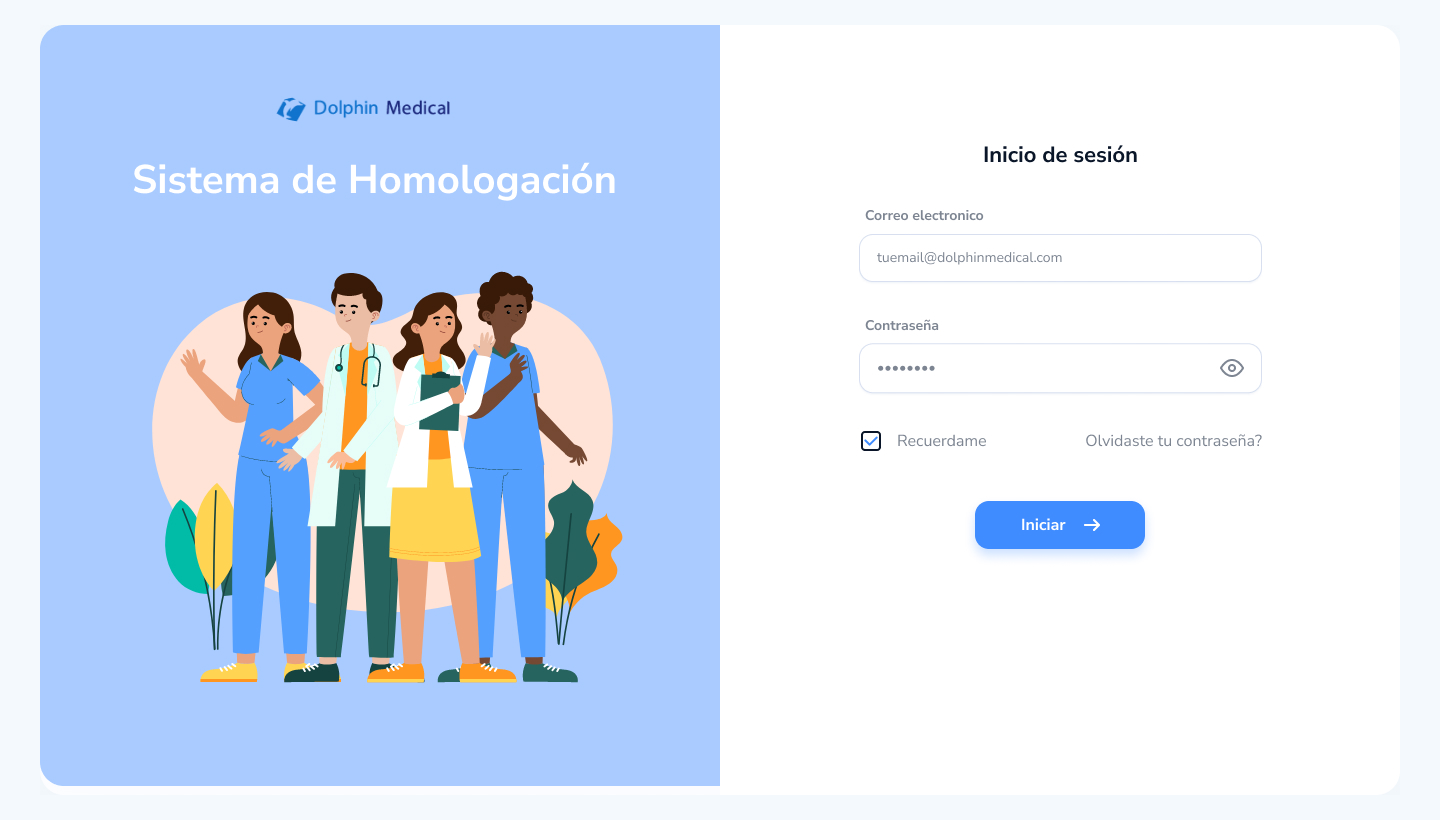 Dolphin Medical
Sistema de Homologación
Inicio de sesión
Correo electronico
tuemail@dolphinmedical.com
Contraseña
••••••••
Recuerdame
Olvidaste tu contraseña?
Iniciar